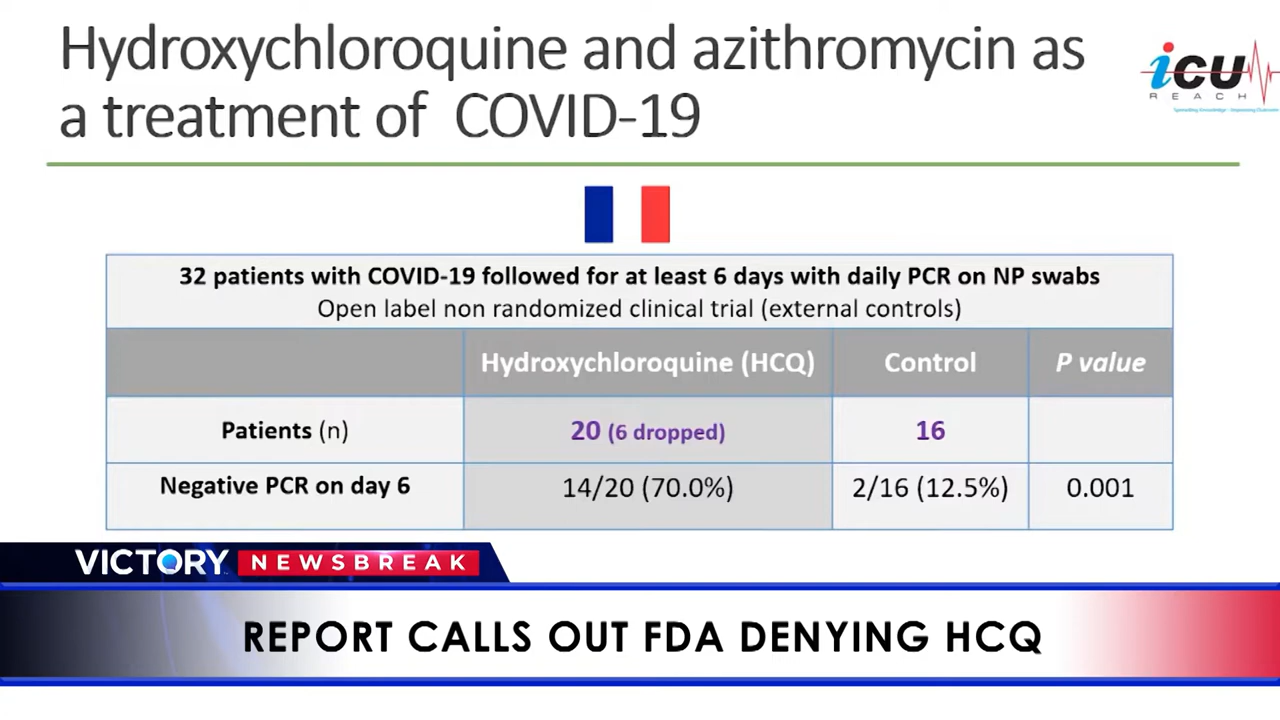 Hydroxychloroquine and azithromycin as
a treatment of COVID-19
icu
REACH
32 patients with COVID-19 followed for at least 6 days with daily PCR on NP swabs
Open label non randomized clinical trial (external controls)
Hydroxychloroquine (HCQ) Control P value
Patients (n) 20 (6 dropped) 16
Negative PCR on day 6 14/20 (70.0%) 2/16 (12.5%) 0.001
VICTORY NEWSBREAK
REPORT CALLS OUT FDA DENYING HCQ